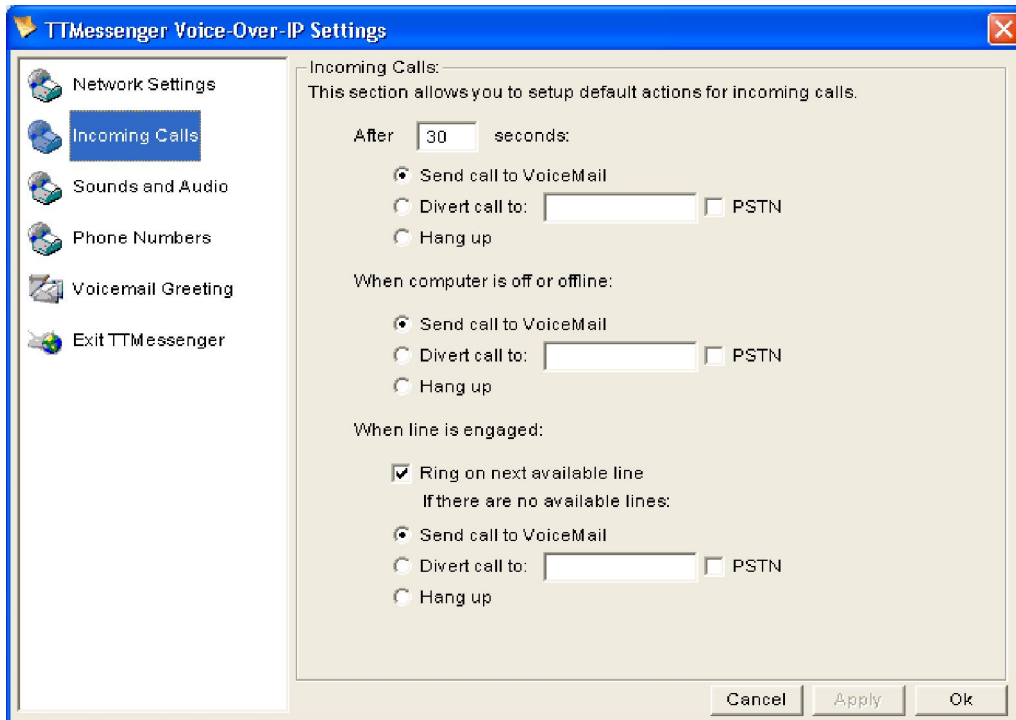 TTMessenger Voice-Over-IP Settings
Network Settings
Incoming Calls
Sounds and Audio
Phone Numbers
Voicemail Greeting
Exit TTMessenger
Incoming Calls:
This section allows you to setup default actions for incoming calls.
After 30 seconds:
Send call to VoiceMail
Divert call to: PSTN
Hang up
When computer is off or offline:
Send call to VoiceMail
Divert call to: PSTN
Hang up
When line is engaged:
Ring on next available line
If there are no available lines:
Send call to VoiceMail
Divert call to: PSTN
Hang up
Cancel Apply Ok